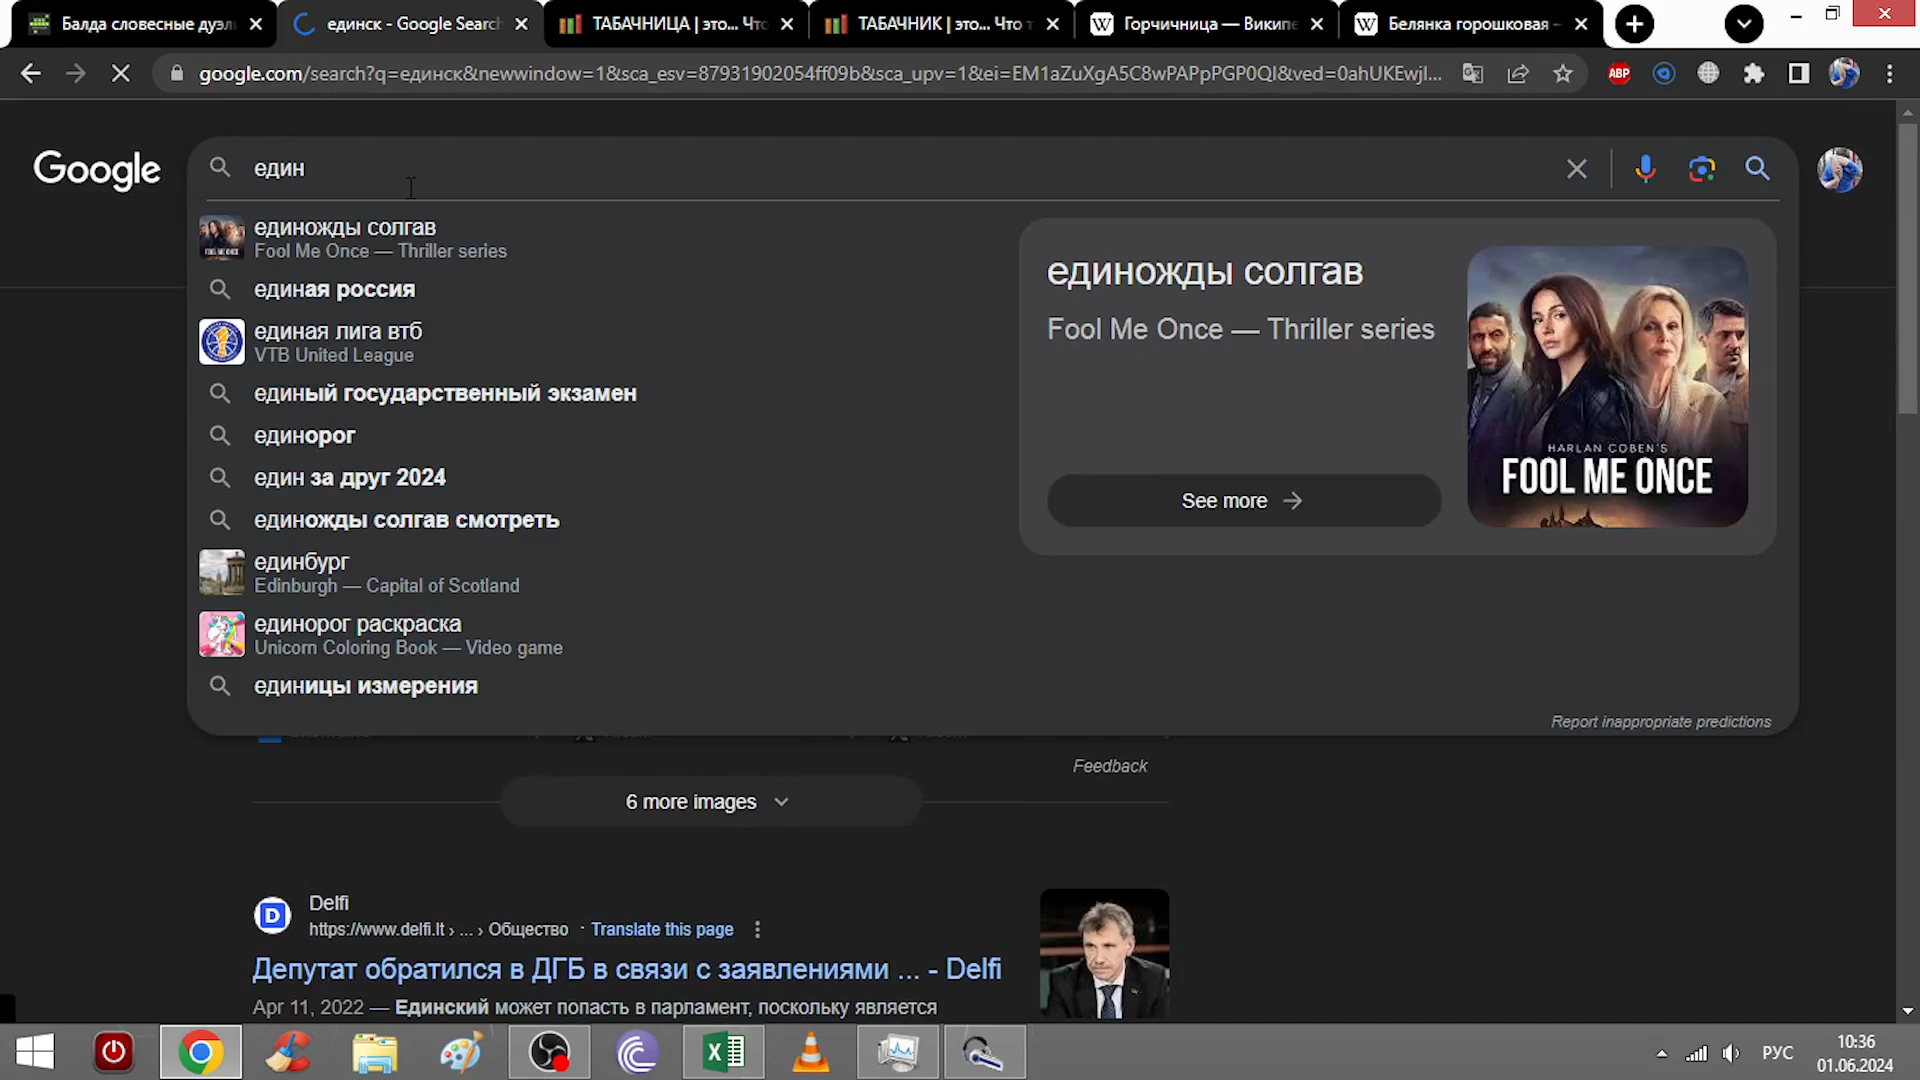 Балда словесные дуэл
единск - Google Search
ТАБАЧНИЦА | это... Что
ТАБАЧНИК | это... Что т
Горчичница — Википе
Белянка горошковая –
google.com/search?q=единск&newwindow=1&sca_esv=87931902054ff09b&sca_upv=1&ei=EM1aZuXgA5C8wPAPpPGP0QI&ved=0ahUKEwjI...
ABP
Google
един
единожды солгав
Fool Me Once — Thriller series
единая россия
единая лига втб
VTB United League
единый государственный экзамен
единорог
един за друг 2024
единожды солгав смотреть
единбург
Edinburgh — Capital of Scotland
единорог раскраска
Unicorn Coloring Book — Video game
единицы измерения
единожды солгав
Fool Me Once — Thriller series
See more
HARLAN COBEN'S
FOOL ME ONCE
Report inappropriate predictions
Feedback
6 more images
Delfi
https://www.delfi.lt › ... › Общество · Translate this page
Депутат обратился в ДГБ в связи с заявлениями ... - Delfi
Apr 11, 2022 — Единский может попасть в парламент, поскольку является
РУС
10:36
01.06.2024